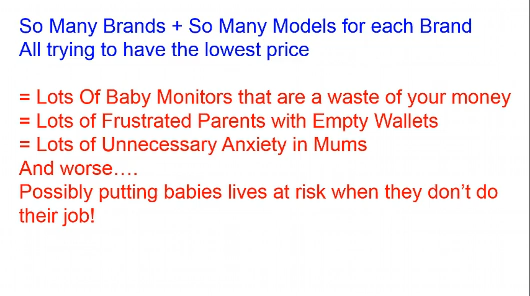 So Many Brands + So Many Models for each Brand
All trying to have the lowest price
= Lots Of Baby Monitors that are a waste of your money
= Lots of Frustrated Parents with Empty Wallets
= Lots of Unnecessary Anxiety in Mums
And worse….
Possibly putting babies lives at risk when they don’t do
their job!